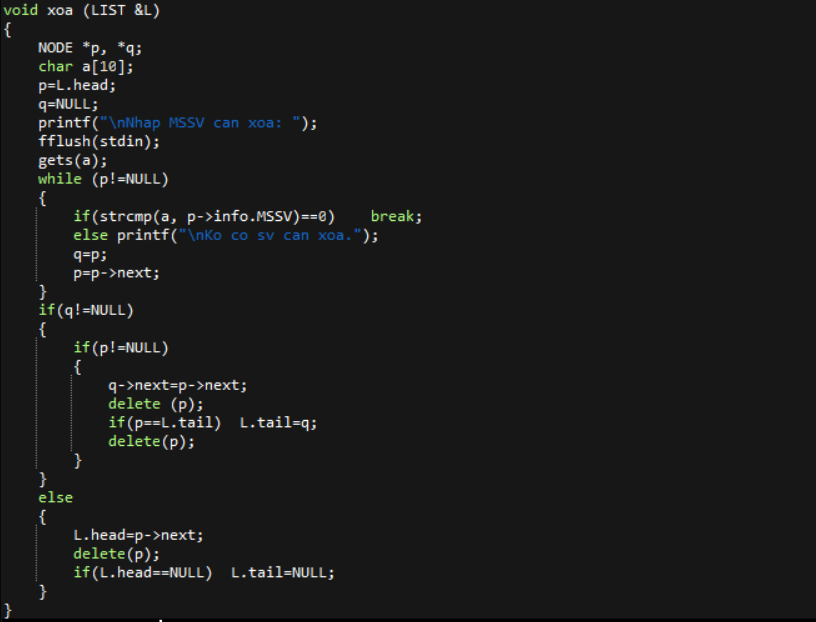 void xoa (LIST &L)
{
    NODE *p, *q;
    char a[10];
    p=L.head;
    q=NULL;
    printf("\nNhap MSSV can xoa: ");
    fflush(stdin);
    gets(a);
    while (p!=NULL)
    {
        if(strcmp(a, p->info.MSSV)==0)    break;
        else printf("\nKo co sv can xoa.");
        q=p;
        p=p->next;
    }
    if(q!=NULL)
    {
        if(p!=NULL)
        {
            q->next=p->next;
            delete (p);
            if(p==L.tail)  L.tail=q;
            delete(p);
        }
    }
    else
    {
        L.head=p->next;
        delete(p);
        if(L.head==NULL)  L.tail=NULL;
    }
}